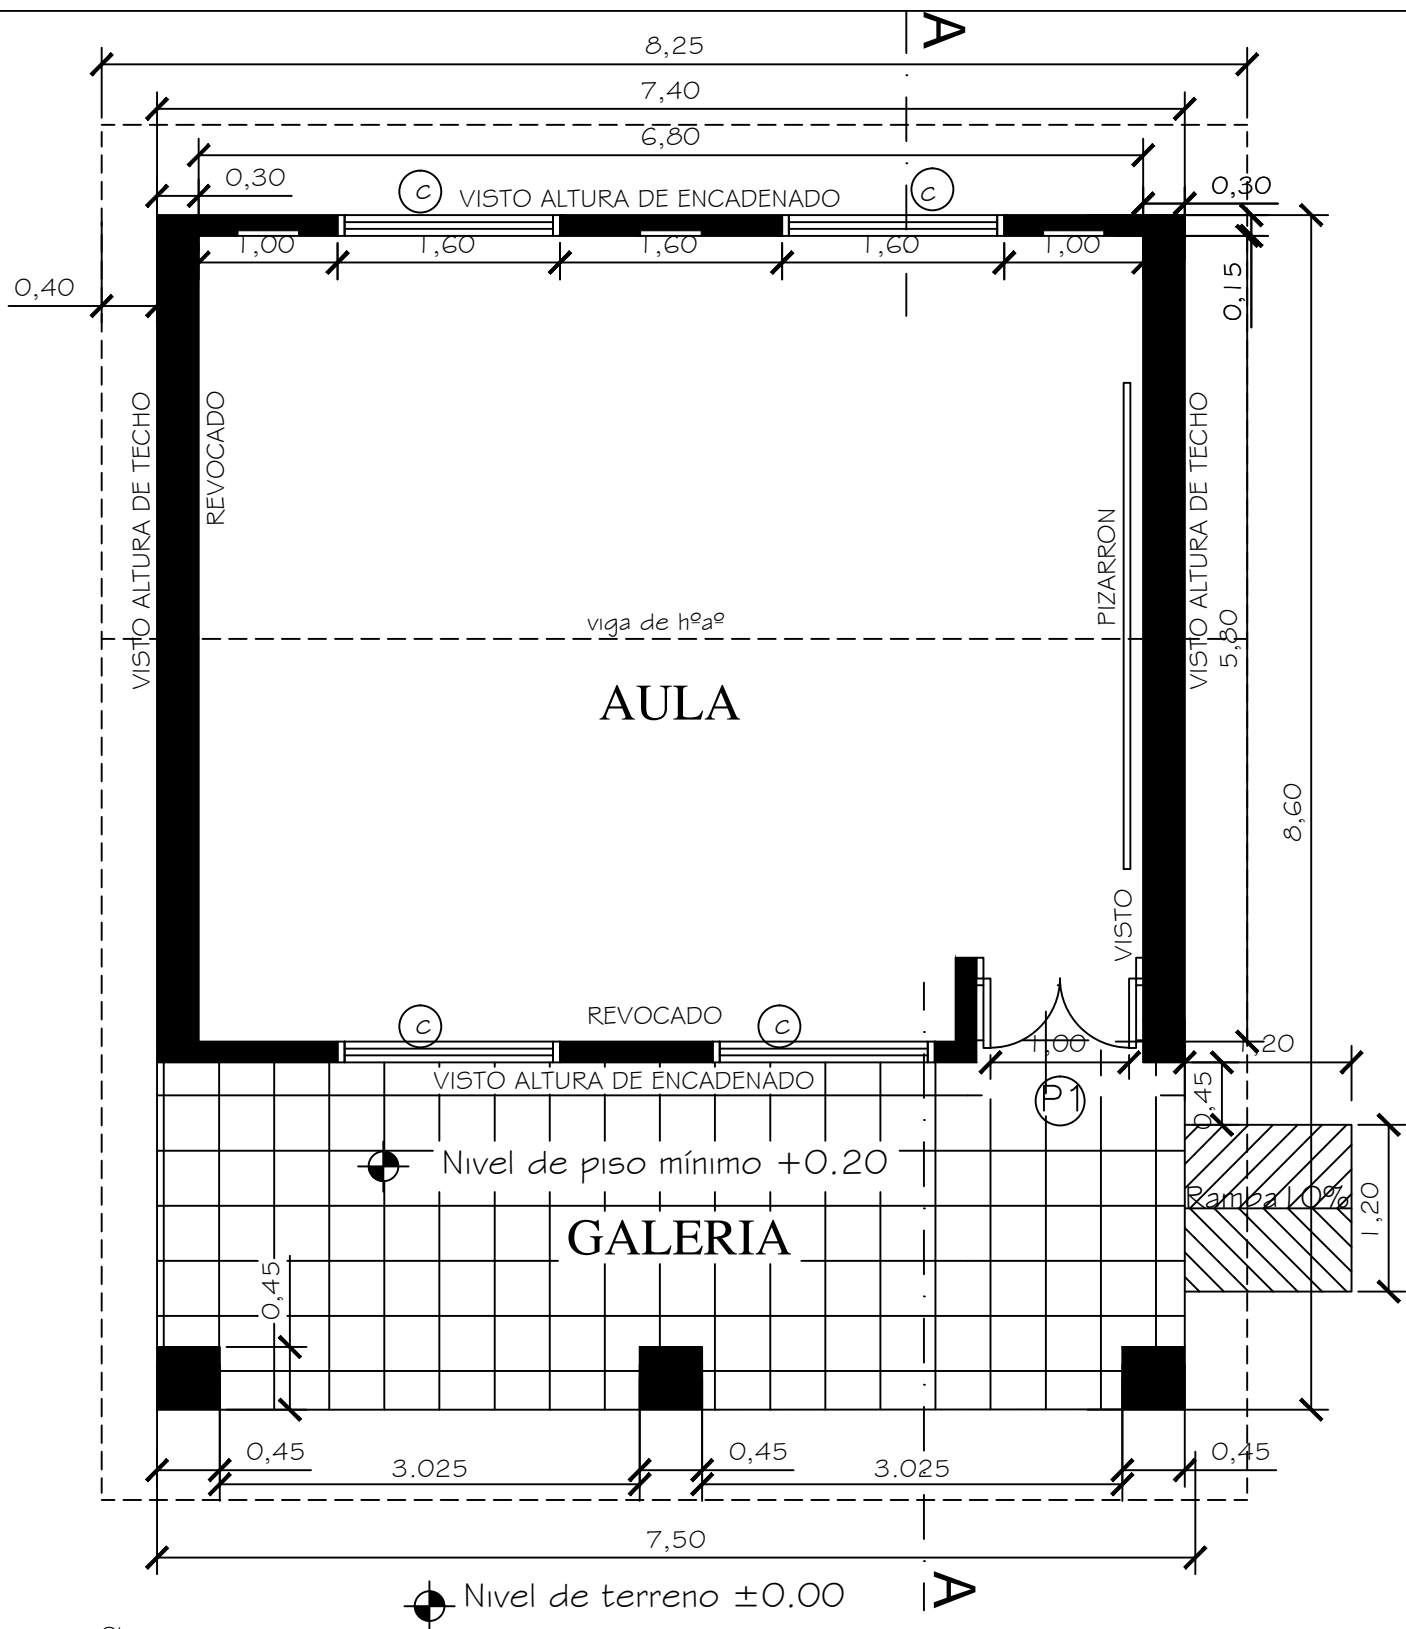 A
8,25
7,40
6,80
0,30
c
VISTO ALTURA DE ENCADENADO
c
0,30
1,00
1,60
1,60
1,60
1,00
0,40
0,15
VISTO ALTURA DE TECHO
REVOCADO
PIZARRON
VISTO ALTURA DE TECHO
5,80
viga de hºaº
AULA
8,60
VISTO
c
REVOCADO
c
1,00
1,20
VISTO ALTURA DE ENCADENADO
P1
0,45
Nivel de piso mínimo +0.20
Rampa 10%
1,20
GALERIA
0,45
0,45
3.025
0,45
3.025
0,45
7,50
Nivel de terreno ±0.00
A